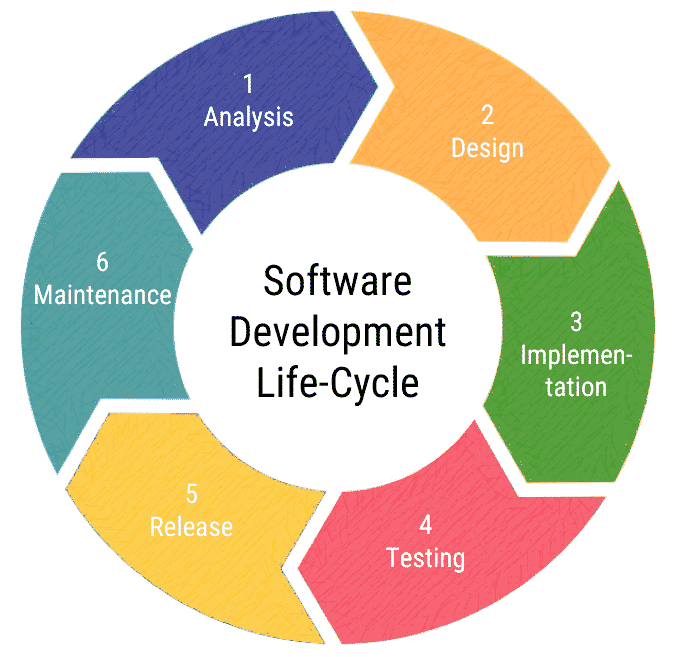 1
Analysis
2
Design
3
Implemen-
tation
4
Testing
5
Release
6
Maintenance
Software
Development
Life-Cycle